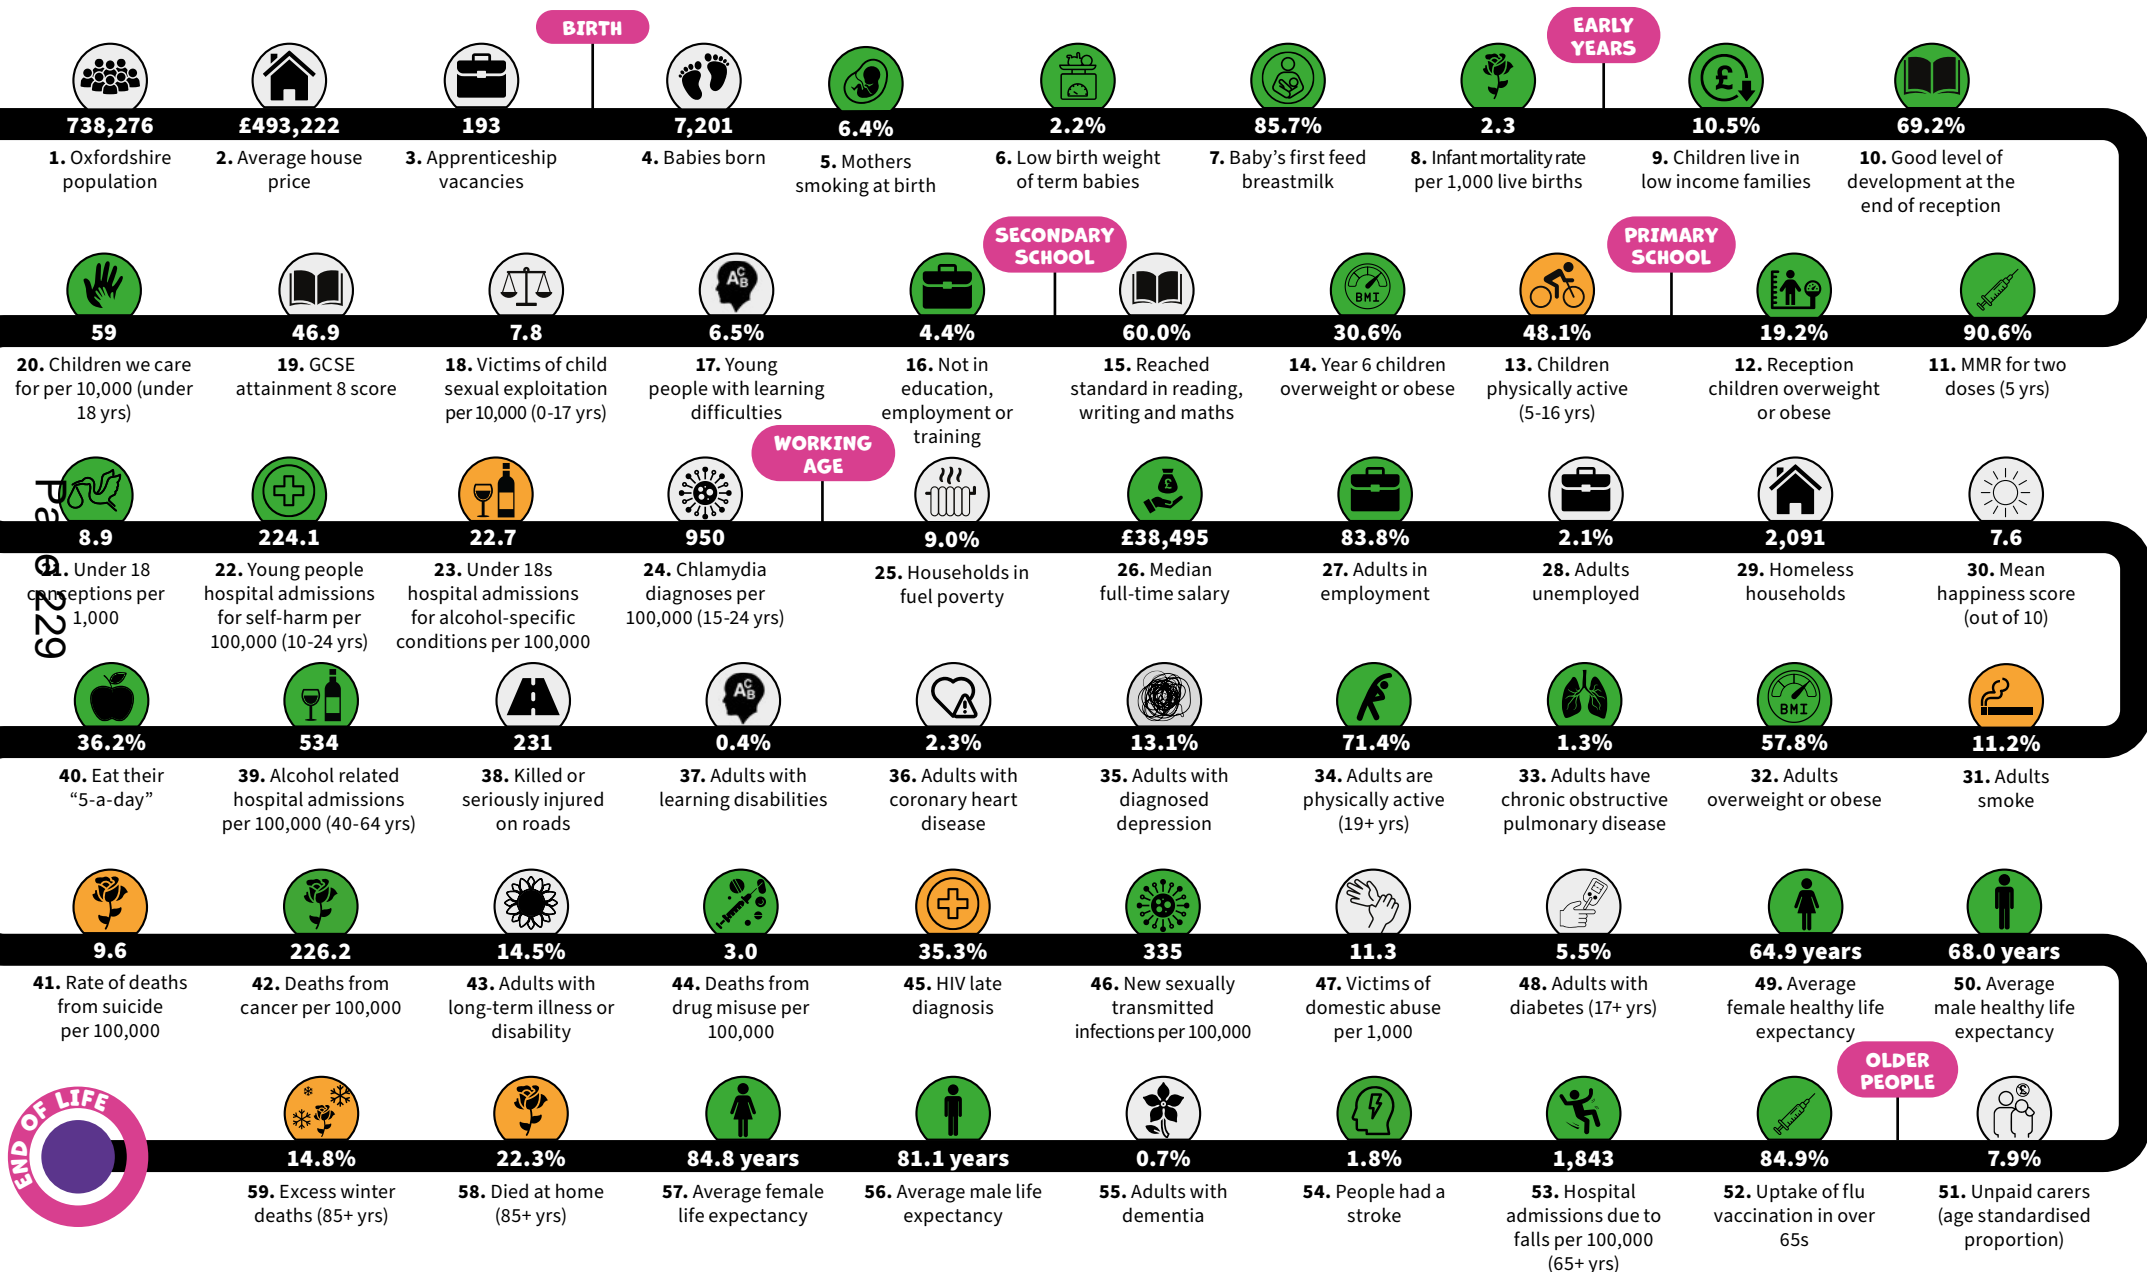 BIRTH
EARLY
YEARS
738,276
1. Oxfordshire
population
£493,222
2. Average house
price
193
3. Apprenticeship
vacancies
7,201
4. Babies born
6.4%
5. Mothers
smoking at birth
2.2%
6. Low birth weight
of term babies
85.7%
7. Baby's first feed
breastmilk
2.3
8. Infant mortality rate
per 1,000 live births
£
10.5%
9. Children live in
low income families
69.2%
10. Good level of
development at the
end of reception
PRIMARY
SCHOOL
SECONDARY
SCHOOL
90.6%
11. MMR for two
doses (5 yr)
19.2%
12. Reception
children overweight
or obese
48.1%
13. Children
physically active
(5-16 yrs)
BMI
30.6%
14. Year 6 children
overweight or obese
60.0%
15. Reached
standard in reading,
writing and maths
4.4%
16. Not in
education,
employment or
training
ACB
6.5%
17. Young
people with learning
difficulties
7.8
18. Victims of child
sexual exploitation
per 10,000 (0-17 yrs)
46.9
19. GCSE
attainment 8 score
59
20. Children we care
for per 10,000 (under
18 yrs)
WORKING
AGE
Page 229
8.9
21. Under 18
conceptions per
1,000
224.1
22. Young people
hospital admissions
for self-harm per
100,000 (10-24 yrs)
22.7
23. Under 18s
hospital admissions
for alcohol-specific
conditions per 100,000
950
24. Chlamydia
diagnoses per
100,000 (15-24 yrs)
9.0%
25. Households in
fuel poverty
£
£38,495
26. Median
full-time salary
83.8%
27. Adults in
employment
2.1%
28. Adults
unemployed
2,091
29. Homeless
households
7.6
30. Mean
happiness score
(out of 10)
11.2%
31. Adults
smoke
BMI
57.8%
32. Adults
overweight or obese
1.3%
33. Adults have
chronic obstructive
pulmonary disease
71.4%
34. Adults are
physically active
(19+ yrs)
13.1%
35. Adults with
diagnosed
depression
2.3%
36. Adults with
coronary heart
disease
ACB
0.4%
37. Adults with
learning disabilities
231
38. Killed or
seriously injured
on roads
534
39. Alcohol related
hospital admissions
per 100,000 (40-64 yrs)
36.2%
40. Eat their
“5-a-day”
9.6
41. Rate of deaths
from suicide
per 100,000
226.2
42. Deaths from
cancer per 100,000
14.5%
43. Adults with
long-term illness or
disability
3.0
44. Deaths from
drug misuse per
100,000
35.3%
45. HIV late
diagnosis
335
46. New sexually
transmitted
infections per 100,000
11.3
47. Victims of
domestic abuse
per 1,000
5.5%
48. Adults with
diabetes (17+ yrs)
64.9 years
49. Average
female healthy life
expectancy
68.0 years
50. Average
male healthy life
expectancy
OLDER
PEOPLE
£
7.9%
51. Unpaid carers
(age standardised
proportion)
84.9%
52. Uptake of flu
vaccination in over
65s
1,843
53. Hospital
admissions due to
falls per 100,000
(65+ yrs)
1.8%
54. People had a
stroke
0.7%
55. Adults with
dementia
81.1 years
56. Average male life
expectancy
84.8 years
57. Average female
life expectancy
22.3%
58. Died at home
(85+ yrs)
14.8%
59. Excess winter
deaths (85+ yrs)
END OF LIFE